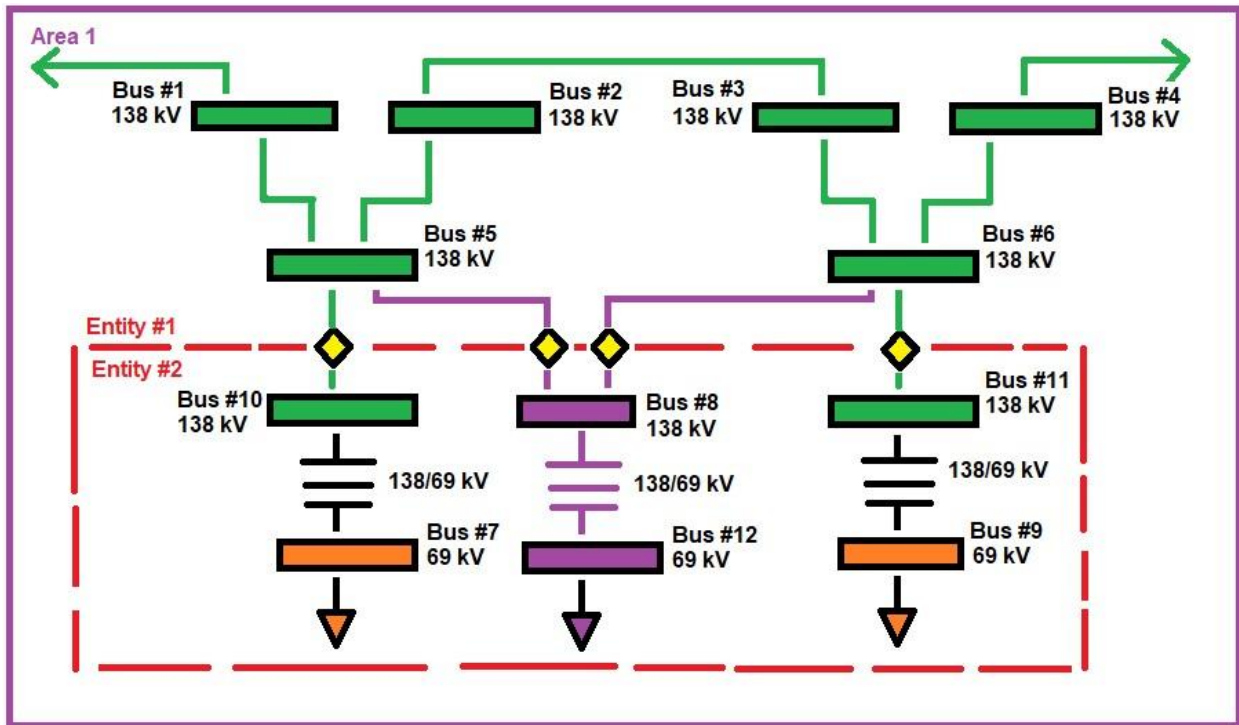 Area 1
Bus #1
138 kV
Bus #2
138 kV
Bus #3
138 kV
Bus #4
138 kV
Bus #5
138 kV
Bus #6
138 kV
Entity #1
Entity #2
Bus #10
138 kV
Bus #8
138 kV
Bus #11
138 kV
138/69 kV
138/69 kV
138/69 kV
Bus #7
69 kV
Bus #12
69 kV
Bus #9
69 kV